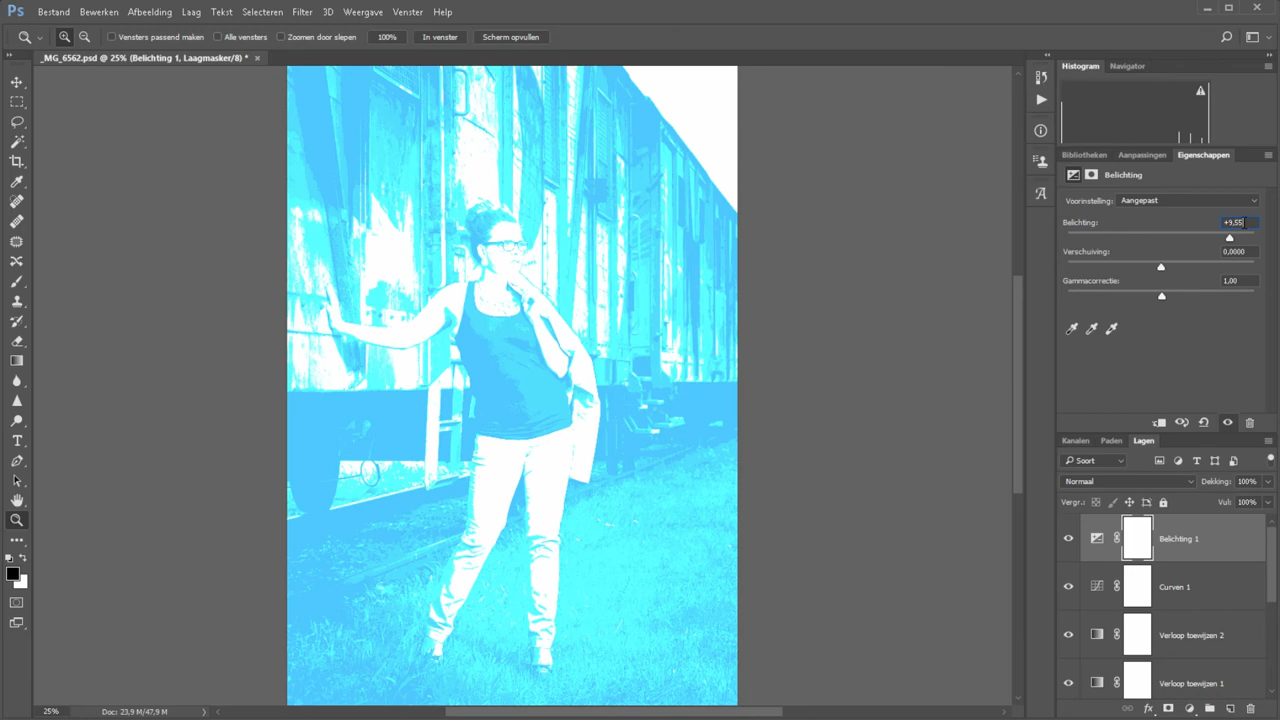 Ps Bestand Bewerken Afbeelding Laag Tekst Selecteren Filter 3D Weergave Venster Help
Vensters passend maken Alle vensters Zoomen door slepen 100% In venster Scherm opvullen
_MG_6562.psd @ 25% (Belichting 1, Laagmasker/8) *
Histogram Navigator
Bibliotheken Aanpassingen Eigenschappen
Belichting
Voorinstelling: Aangepast
Belichting: +9,55
Verschuiving: 0,0000
Gammacorrectie: 1,00
Kanalen Paden Lagen
Soort
Normaal Dekking: 100%
Vergr.: Vul: 100%
Belichting 1
Curven 1
Verloop toewijzen 2
Verloop toewijzen 1
25% Doc: 23,9 M/47,9 M